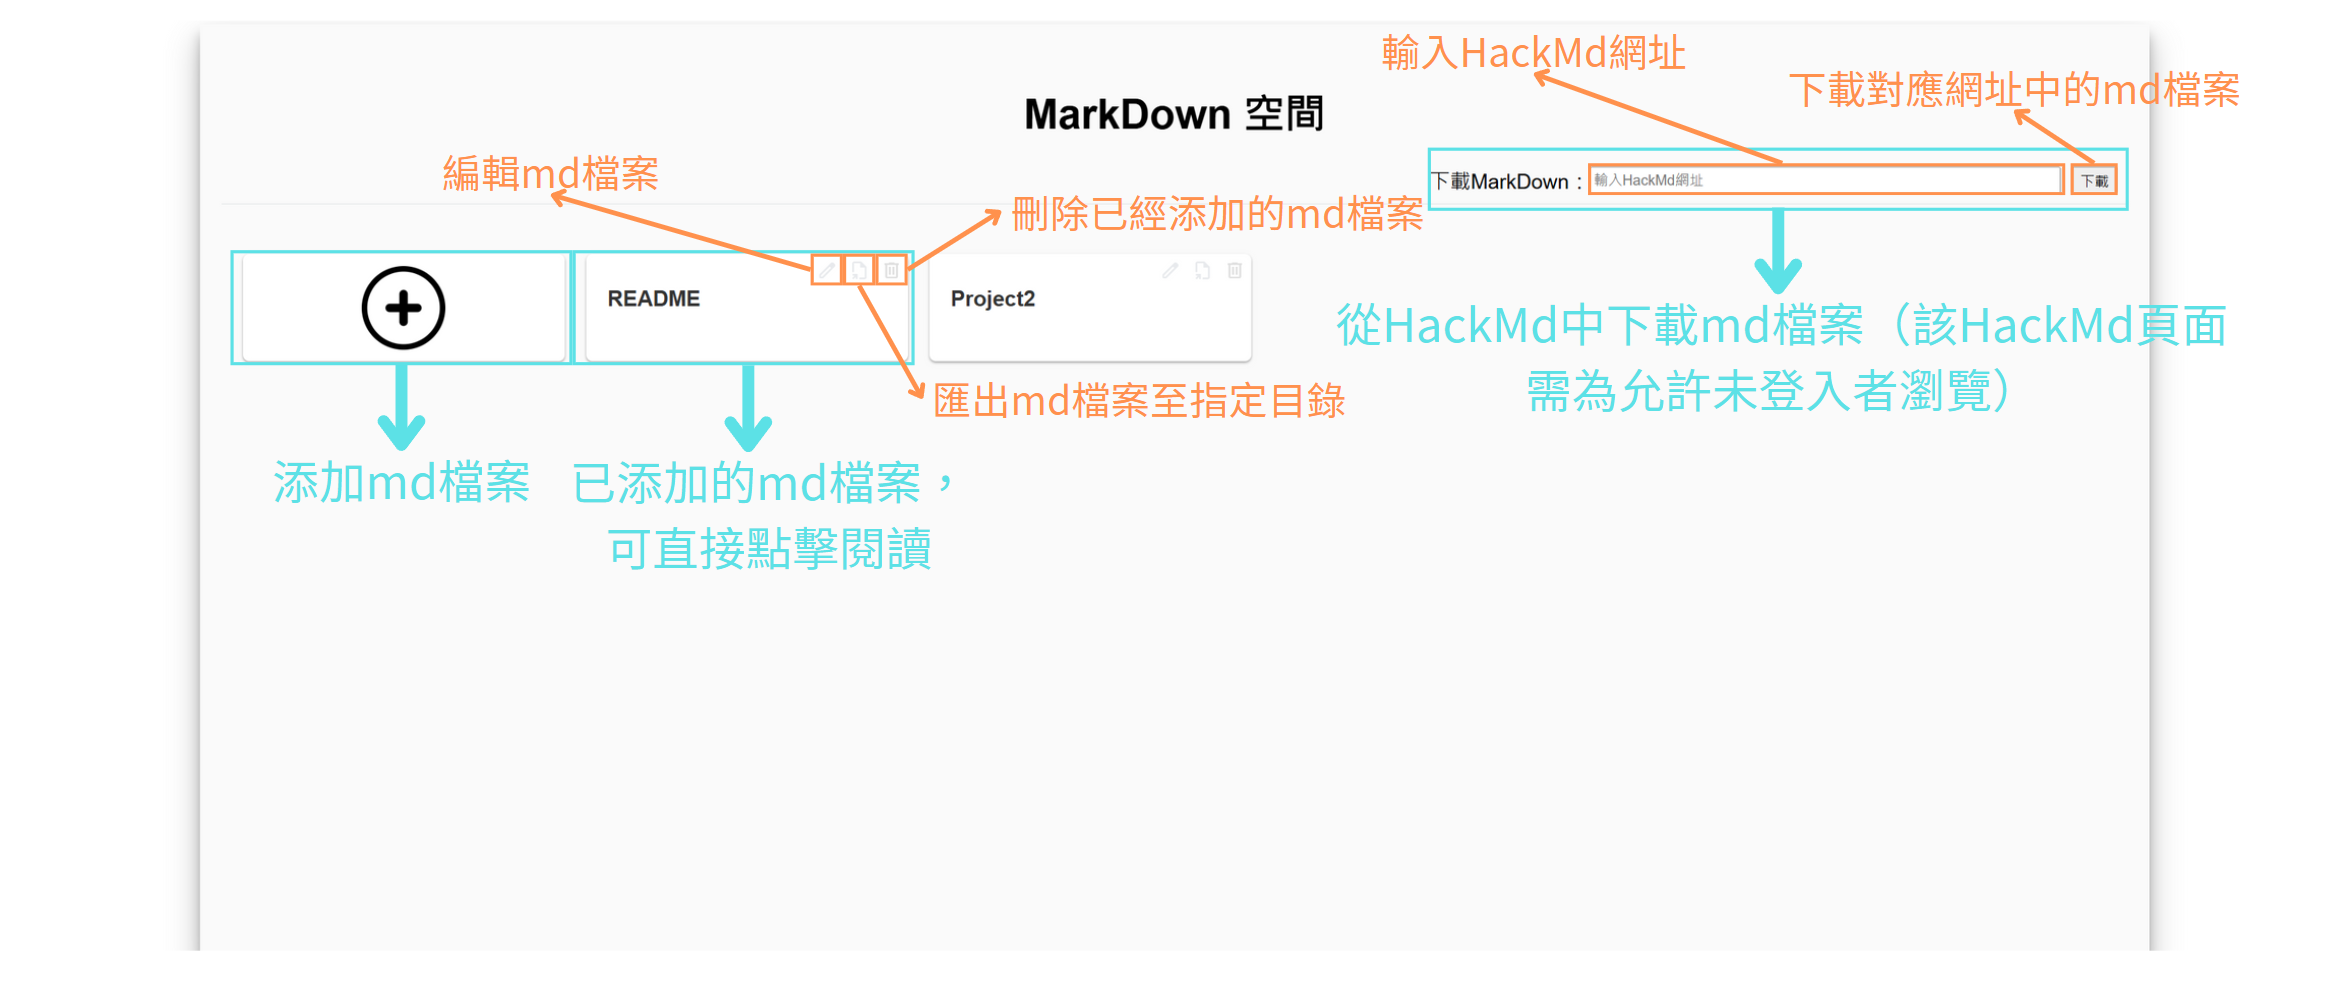 輸入HackMd網址
下載對應網址中的md檔案
MarkDown 空間
編輯md檔案
下載MarkDown：
輸入HackMd網址
下載
刪除已經添加的md檔案
README
Project2
從HackMd中下載md檔案（該HackMd頁面
需為允許未登入者瀏覽）
匯出md檔案至指定目錄
添加md檔案
已添加的md檔案，
可直接點擊閱讀